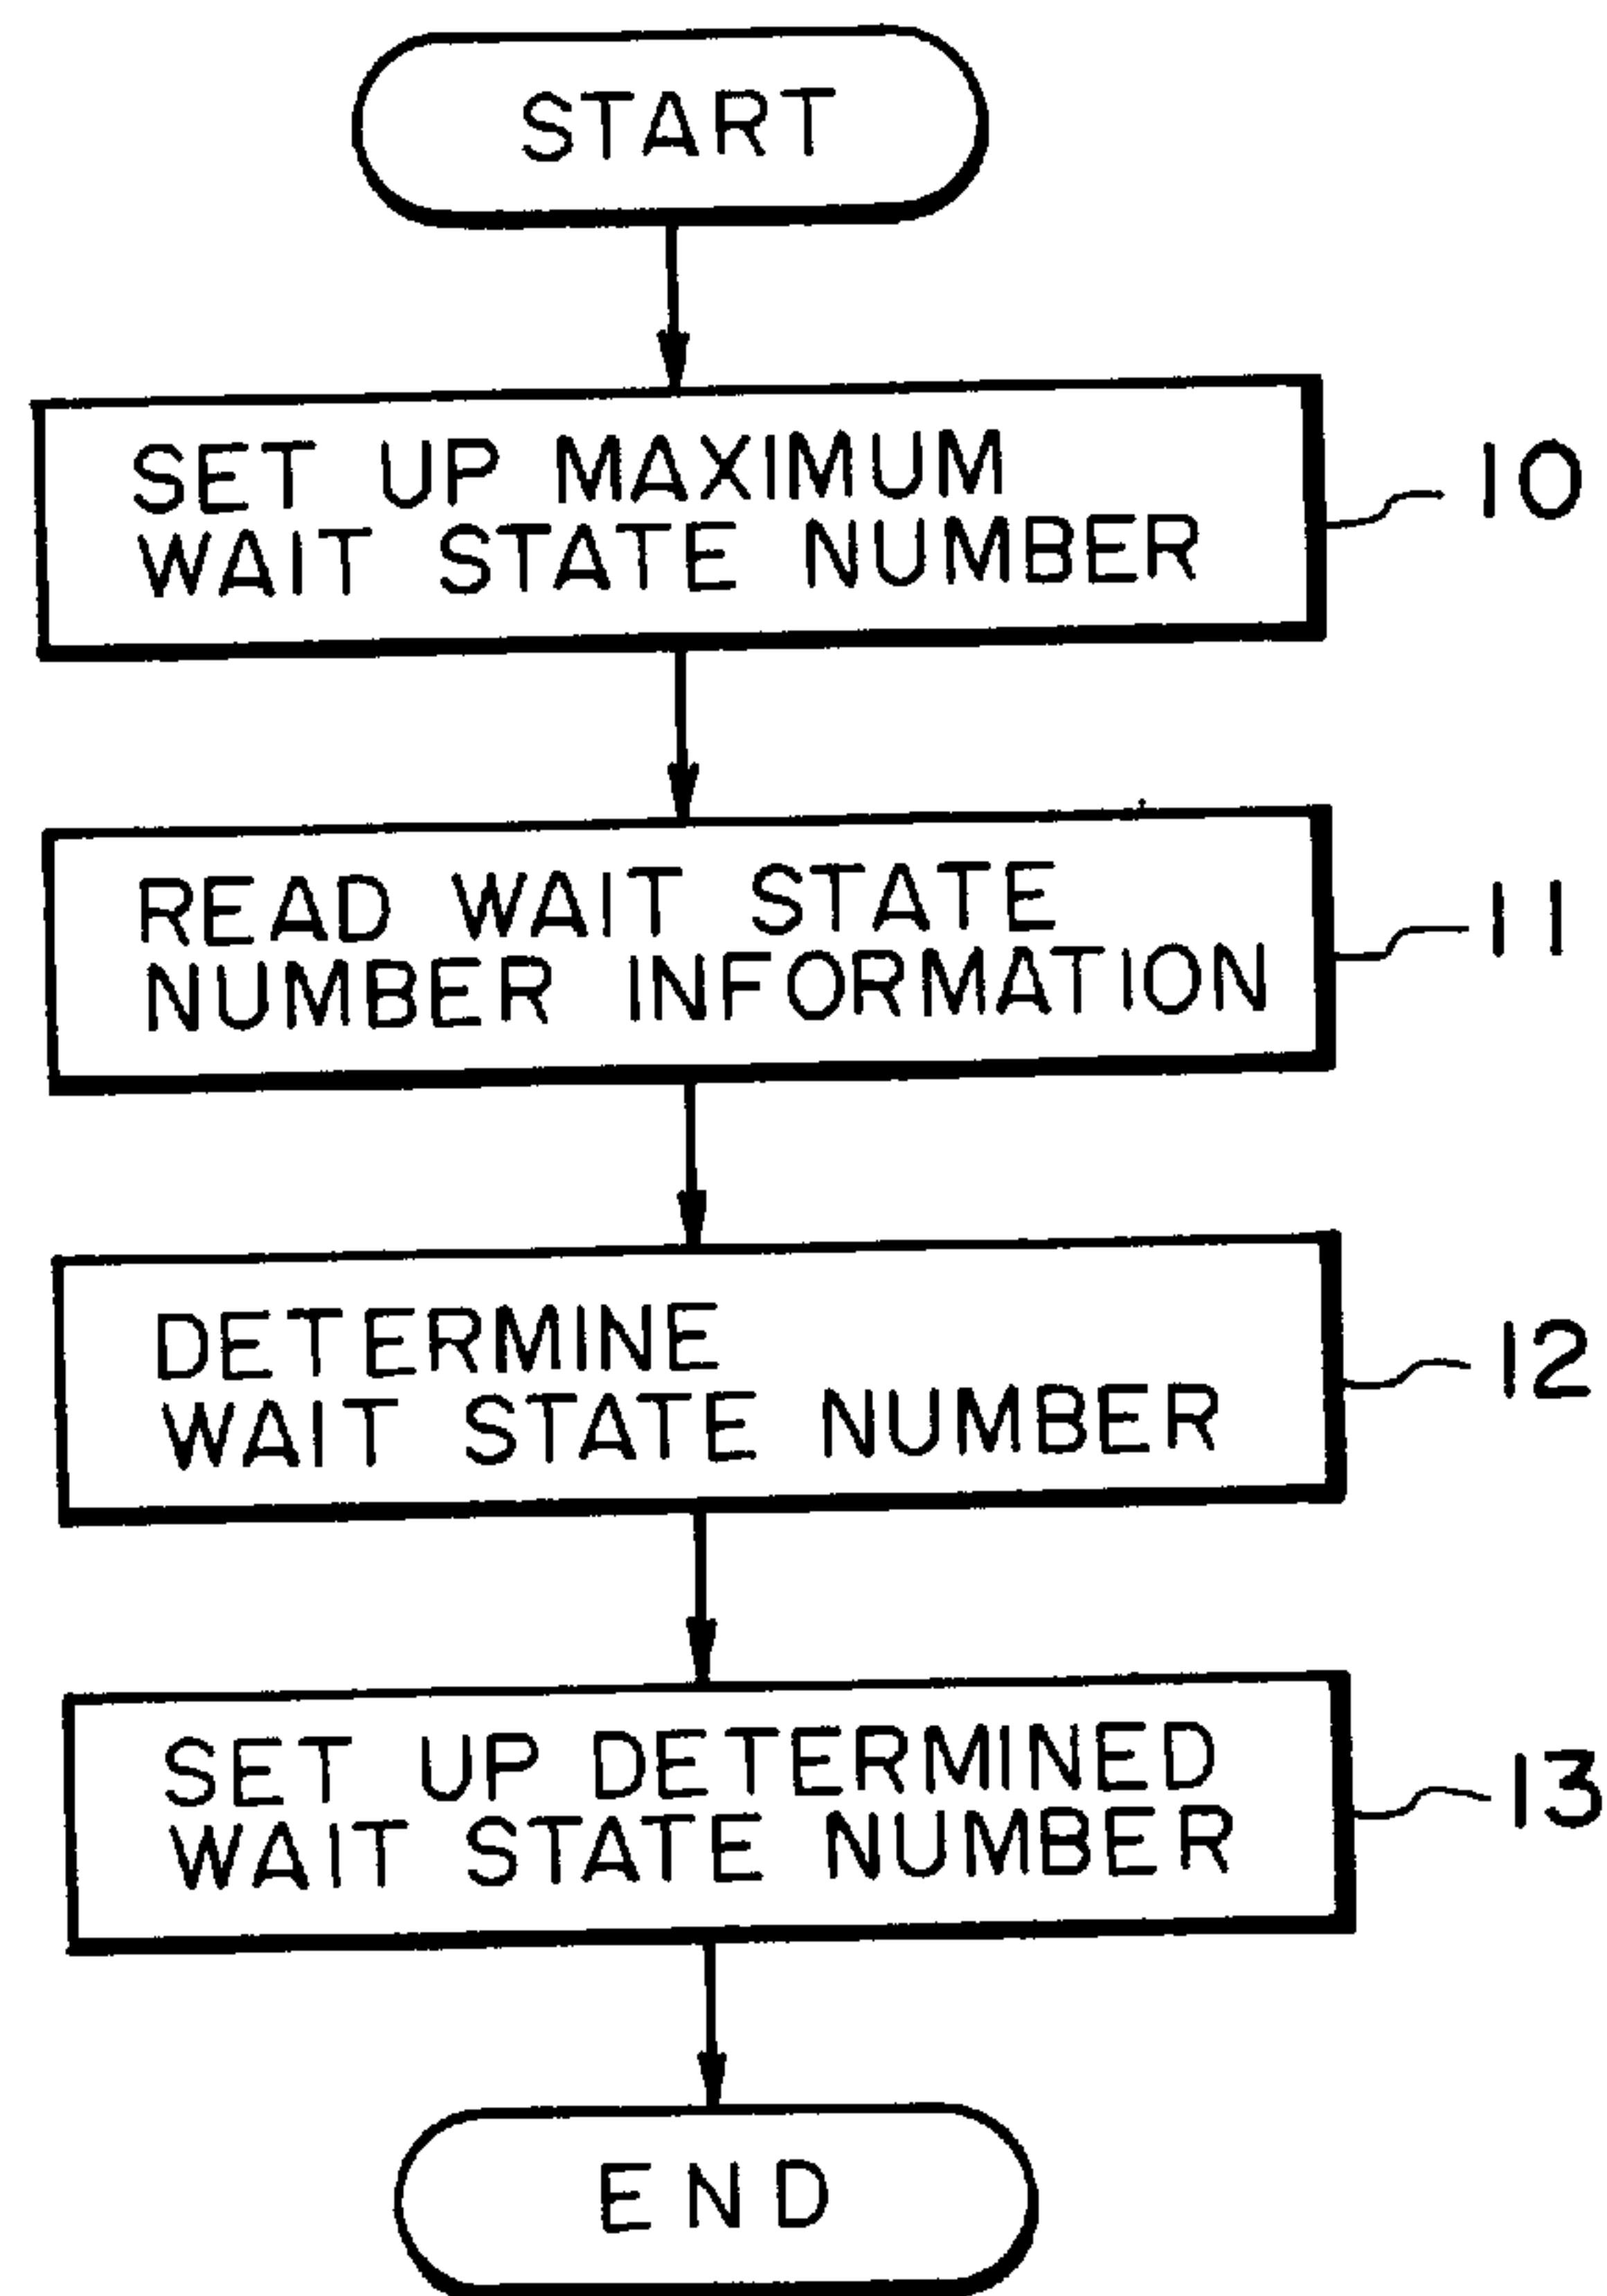 START
SET UP MAXIMUM
WAIT STATE NUMBER
10
READ WAIT STATE
NUMBER INFORMATION
11
DETERMINE
WAIT STATE NUMBER
12
SET UP DETERMINED
WAIT STATE NUMBER
13
END